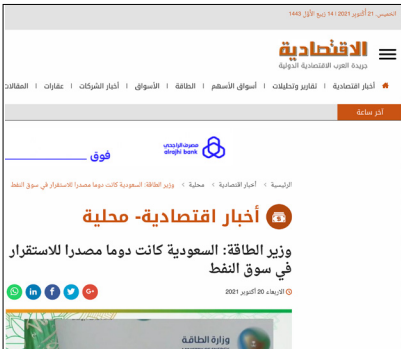 الخميس, 21 أكتوبر 2021 | 14 ربيع الأول 1443
الاقتصادية
جريدة العرب الاقتصادية الدولية
أخبار اقتصادية | تقارير وتحليلات | أسواق الأسهم | الطاقة | الأسواق | أخبار الشركات | عقارات | المقالات
آخر ساعة
مصرف الراجحي
alrajhi bank
فوق
الرئيسية > أخبار اقتصادية > محلية > وزير الطاقة: السعودية كانت دوما مصدرا للاستقرار في سوق النفط
أخبار اقتصادية- محلية
وزير الطاقة: السعودية كانت دوما مصدرا للاستقرار
في سوق النفط
الأربعاء 20 أكتوبر 2021
وزارة الطاقة